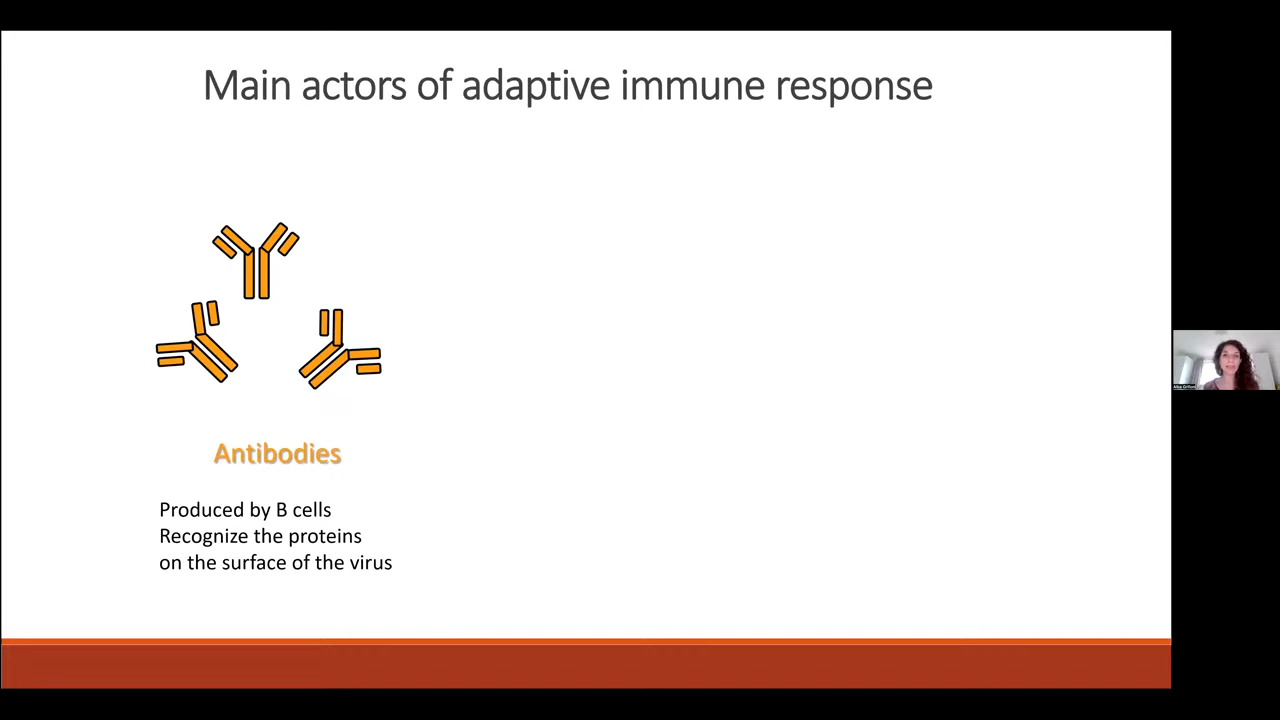 Main actors of adaptive immune response
Antibodies
Produced by B cells
Recognize the proteins
on the surface of the virus